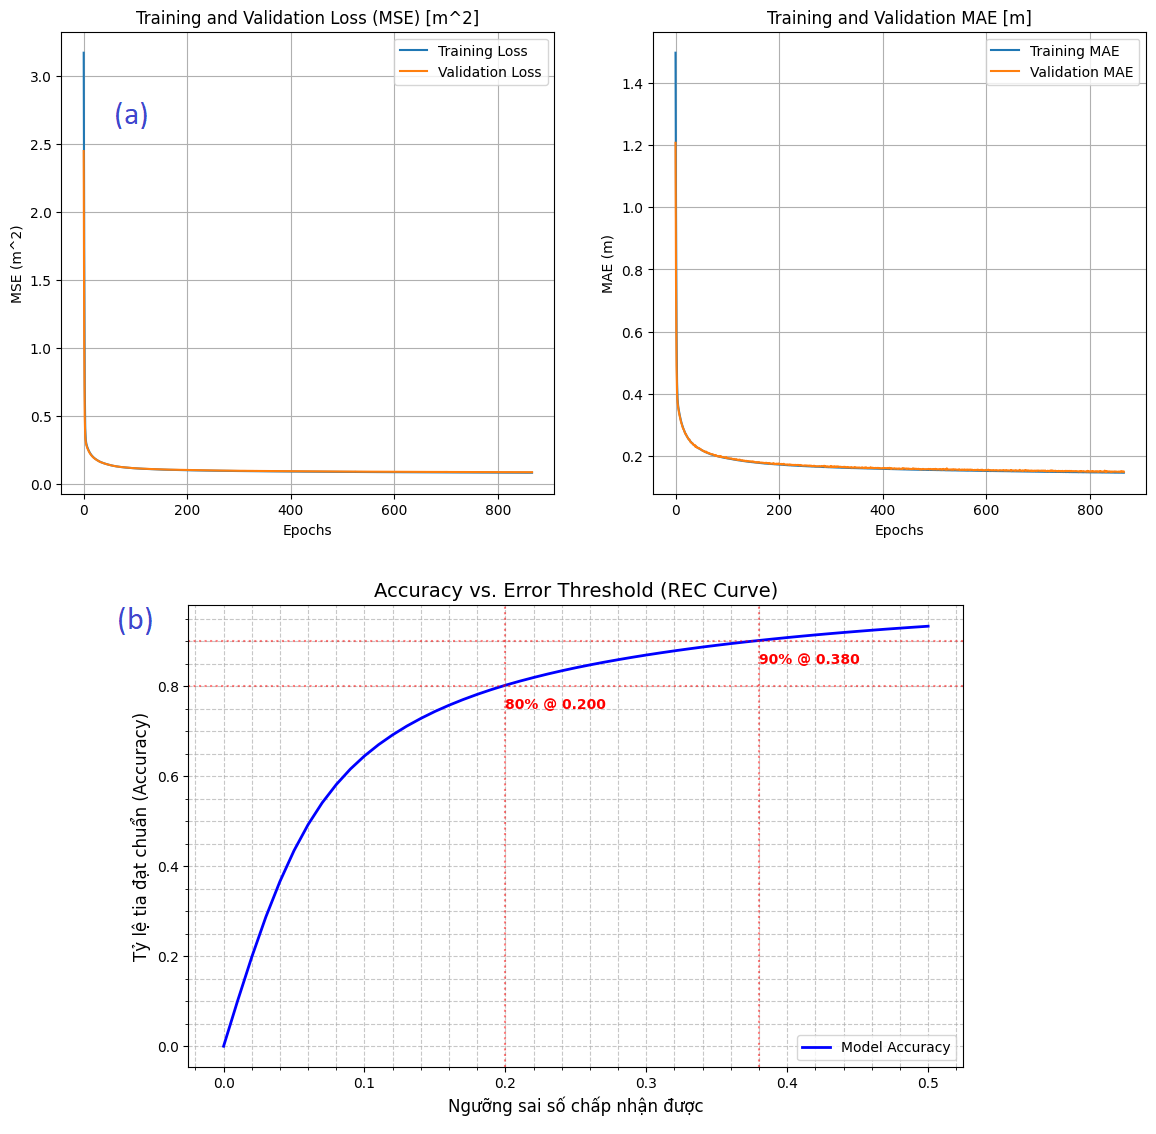 Training and Validation Loss (MSE) [m^2]
Training Loss
Validation Loss
(a)
MSE (m^2)
3.0
2.5
2.0
1.5
1.0
0.5
0.0
0 200 400 600 800
Epochs
Training and Validation MAE [m]
Training MAE
Validation MAE
MAE (m)
1.4
1.2
1.0
0.8
0.6
0.4
0.2
0 200 400 600 800
Epochs
(b)
Accuracy vs. Error Threshold (REC Curve)
90% @ 0.380
80% @ 0.200
Tỷ lệ tia đạt chuẩn (Accuracy)
0.8
0.6
0.4
0.2
0.0
Model Accuracy
0.0 0.1 0.2 0.3 0.4 0.5
Ngưỡng sai số chấp nhận được